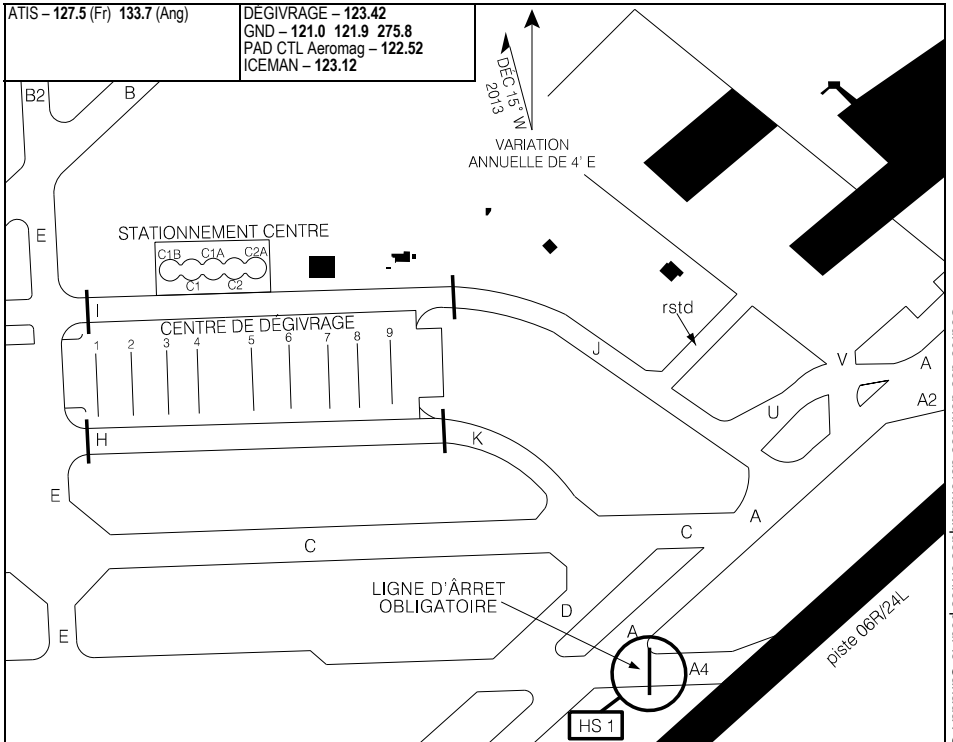 ATIS – 127.5 (Fr) 133.7 (Ang)
DÉGIVRAGE – 123.42
GND – 121.0 121.9 275.8
PAD CTL Aeromag – 122.52
ICEMAN – 123.12
B2
B
DÉC 15° W
2013
VARIATION
ANNUELLE DE 4' E
E
STATIONNEMENT CENTRE
C1B
C1A
C2A
C1
C2
I
rstd
CENTRE DE DÉGIVRAGE
1 2 3 4 5 6 7 8 9
J
V
A
A2
U
H
K
E
C
C
A
LIGNE D'ÂRRET
OBLIGATOIRE
D
E
A
A4
piste 06R/24L
HS 1